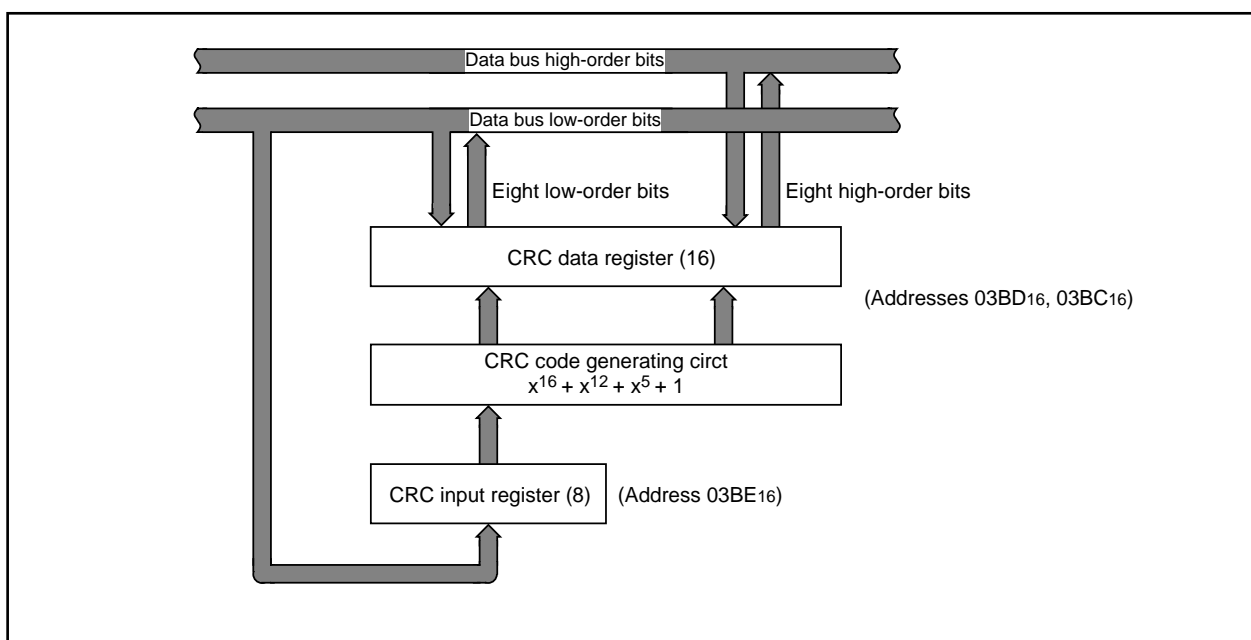 Data bus high-order bits
Data bus low-order bits
Eight low-order bits
Eight high-order bits
CRC data register (16)
(Addresses 03BD16, 03BC16)
CRC code generating circt
x16 + x12 + x5 + 1
CRC input register (8)
(Address 03BE16)